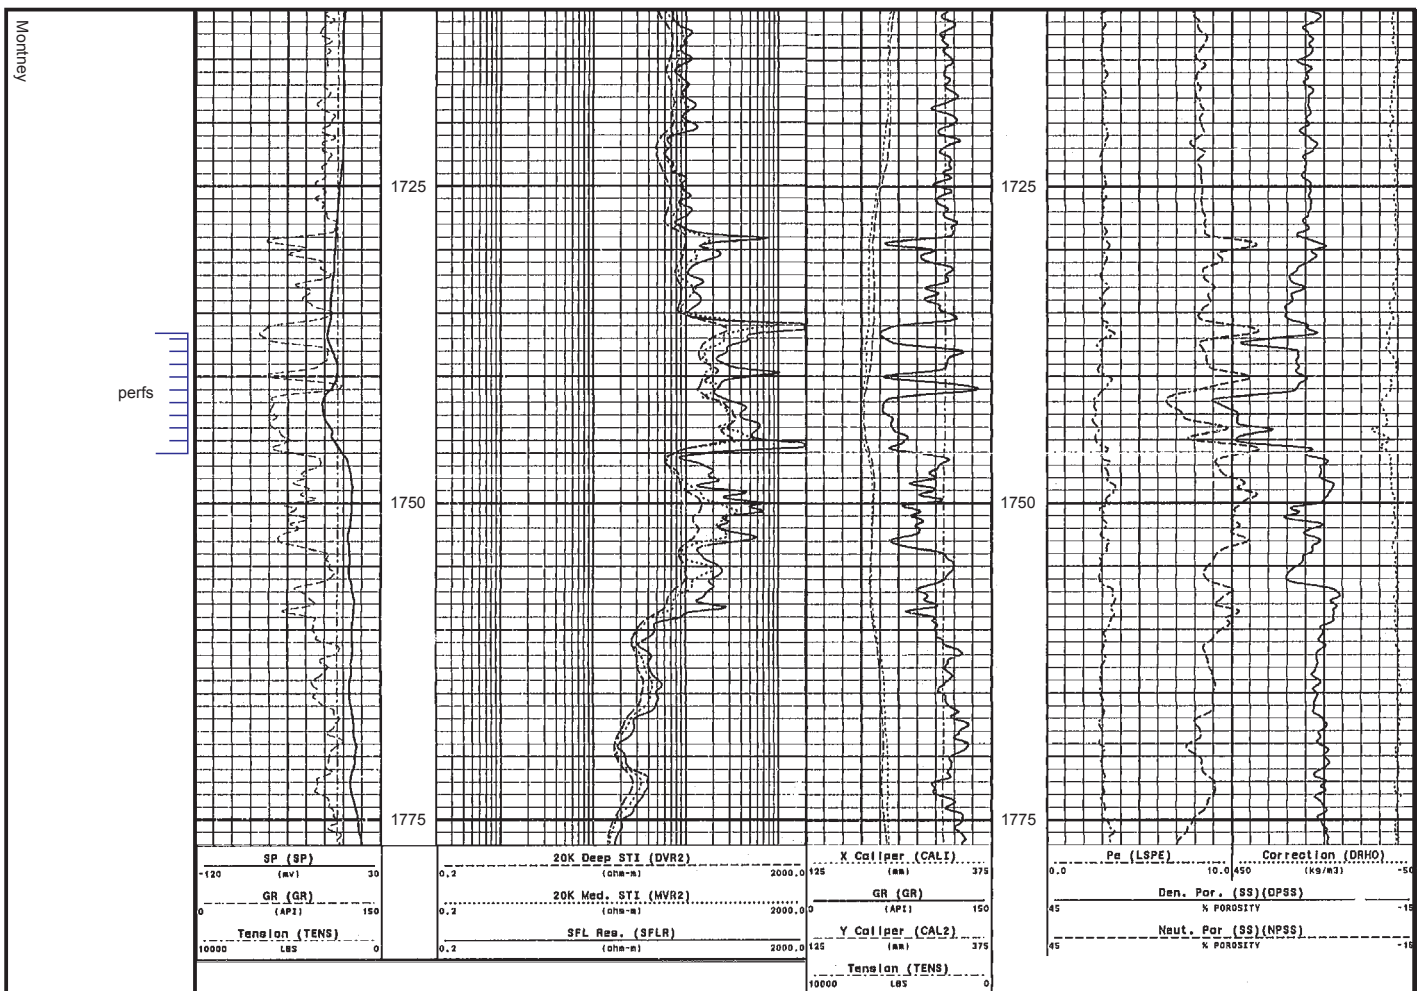 Montney
1725
1725
perfs
1750
1750
1775
1775
SP (SP)
-120 (mv) 30
GR (GR)
0 (API) 150
Tension (TENS)
10000 LBS 0
20K Deep STI (DVR2)
0.2 (ohm-m) 2000.0
20K Med. STI (MVR2)
0.2 (ohm-m) 2000.0
SFL Res. (SFLR)
0.2 (ohm-m) 2000.0
X Caliper (CALI)
125 (mm) 375
GR (GR)
0 (API) 150
Y Caliper (CAL2)
125 (mm) 375
Tension (TENS)
10000 LBS 0
Pe (LSPE) Correction (DRHO)
0.0 10.0 450 (kg/m3) -50
Den. Por. (SS)(DPSS)
45 % POROSITY -15
Neut. Por (SS)(NPSS)
45 % POROSITY -15